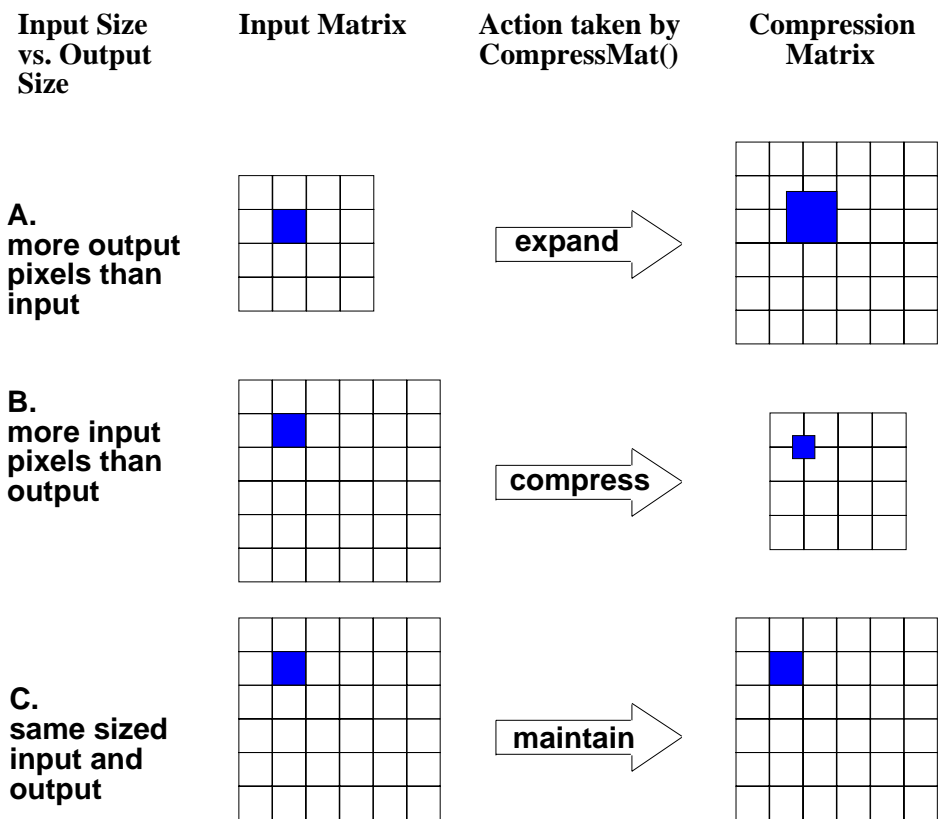 Input Size
vs. Output
Size
Input Matrix
Action taken by
CompressMat()
Compression
Matrix
A.
more output
pixels than
input
expand
B.
more input
pixels than
output
compress
C.
same sized
input and
output
maintain